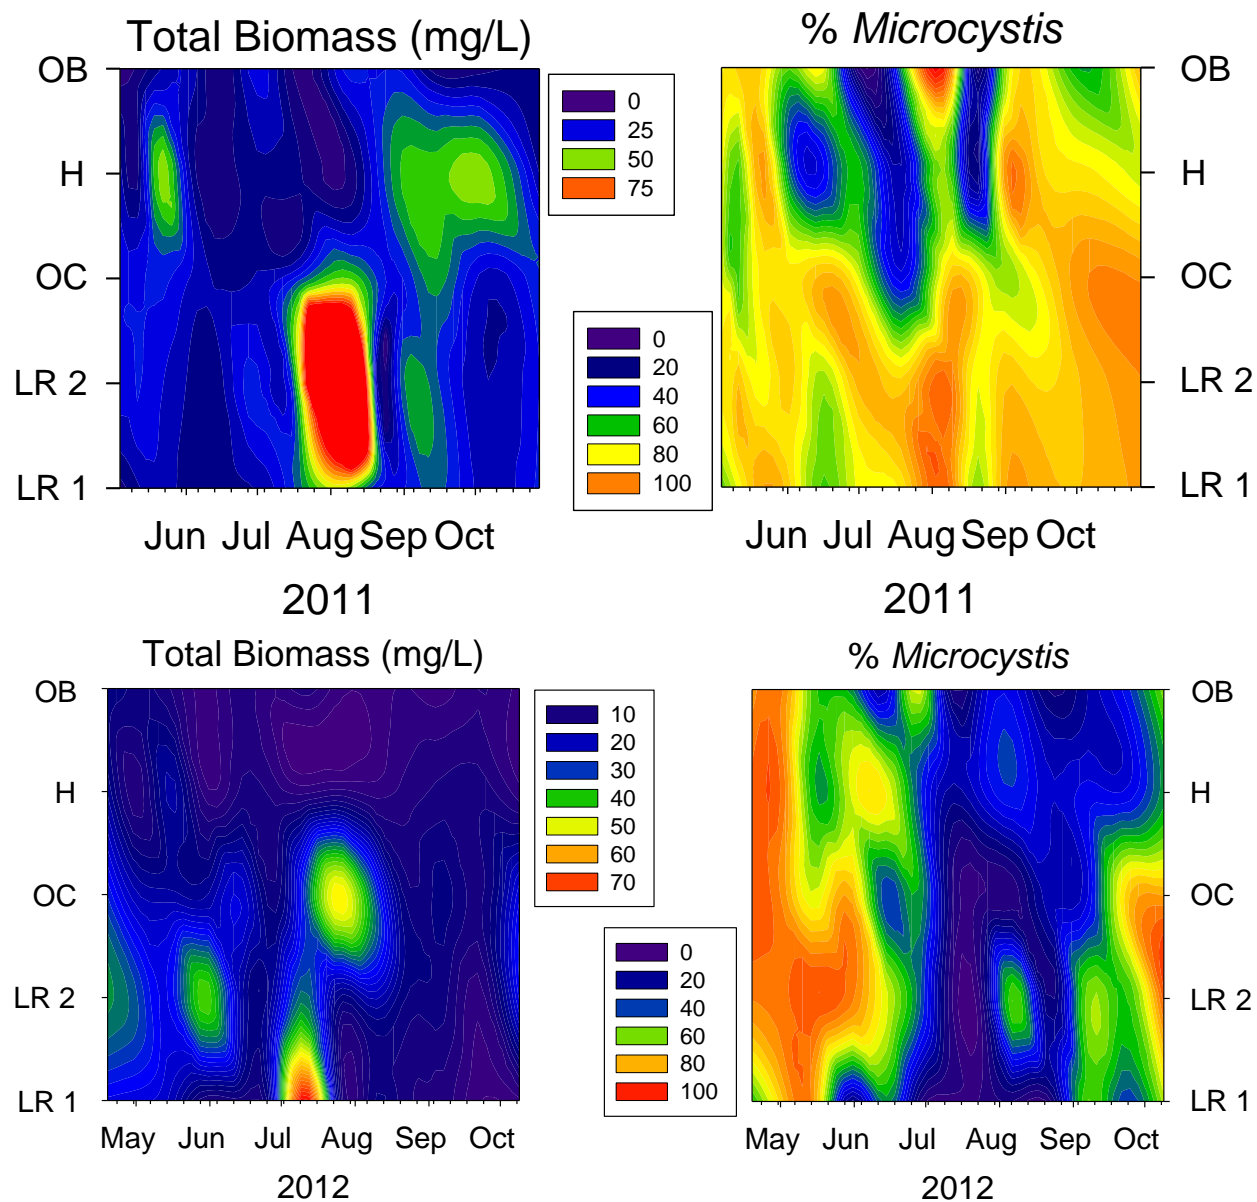 Total Biomass (mg/L)
% Microcystis
OB
H
OC
LR 2
LR 1
0
25
50
75
0
20
40
60
80
100
OB
H
OC
LR 2
LR 1
Jun Jul Aug Sep Oct
2011
Jun Jul Aug Sep Oct
2011
Total Biomass (mg/L)
% Microcystis
OB
H
OC
LR 2
LR 1
10
20
30
40
50
60
70
0
20
40
60
80
100
OB
H
OC
LR 2
LR 1
May Jun Jul Aug Sep Oct
2012
May Jun Jul Aug Sep Oct
2012